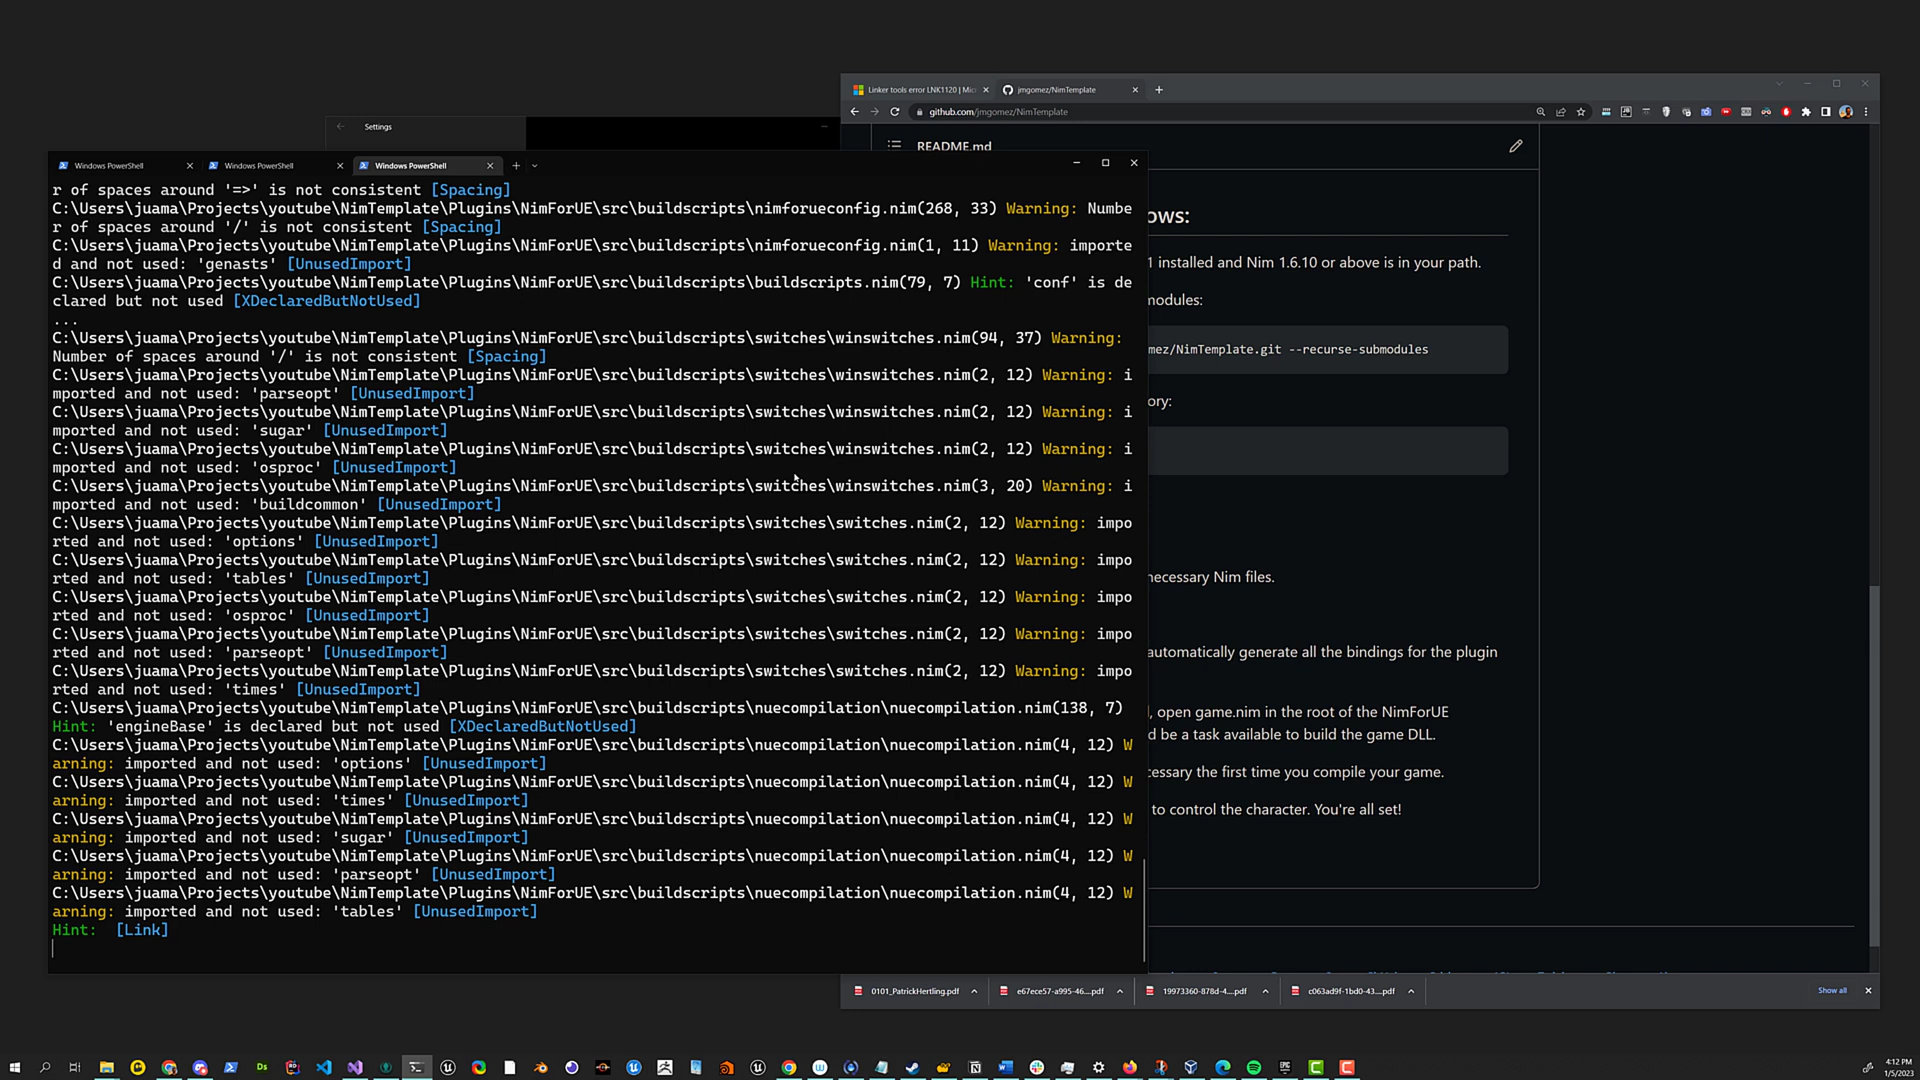 Linker tools error LNK1120 | Mic
jmgomez/NimTemplate
github.com/jmgomez/NimTemplate
Settings
README.md
Windows PowerShell
Windows PowerShell
Windows PowerShell
r of spaces around '=>' is not consistent [Spacing]
C:\Users\juama\Projects\youtube\NimTemplate\Plugins\NimForUE\src\buildscripts\nimforueconfig.nim(268, 33) Warning: Numbe
r of spaces around '/' is not consistent [Spacing]
C:\Users\juama\Projects\youtube\NimTemplate\Plugins\NimForUE\src\buildscripts\nimforueconfig.nim(1, 11) Warning: importe
d and not used: 'genasts' [UnusedImport]
C:\Users\juama\Projects\youtube\NimTemplate\Plugins\NimForUE\src\buildscripts\buildscripts.nim(79, 7) Hint: 'conf' is de
clared but not used [XDeclaredButNotUsed]
...
C:\Users\juama\Projects\youtube\NimTemplate\Plugins\NimForUE\src\buildscripts\switches\winswitches.nim(94, 37) Warning:
Number of spaces around '/' is not consistent [Spacing]
C:\Users\juama\Projects\youtube\NimTemplate\Plugins\NimForUE\src\buildscripts\switches\winswitches.nim(2, 12) Warning: i
mported and not used: 'parseopt' [UnusedImport]
C:\Users\juama\Projects\youtube\NimTemplate\Plugins\NimForUE\src\buildscripts\switches\winswitches.nim(2, 12) Warning: i
mported and not used: 'sugar' [UnusedImport]
C:\Users\juama\Projects\youtube\NimTemplate\Plugins\NimForUE\src\buildscripts\switches\winswitches.nim(2, 12) Warning: i
mported and not used: 'osproc' [UnusedImport]
C:\Users\juama\Projects\youtube\NimTemplate\Plugins\NimForUE\src\buildscripts\switches\winswitches.nim(3, 20) Warning: i
mported and not used: 'buildcommon' [UnusedImport]
C:\Users\juama\Projects\youtube\NimTemplate\Plugins\NimForUE\src\buildscripts\switches\switches.nim(2, 12) Warning: impo
rted and not used: 'options' [UnusedImport]
C:\Users\juama\Projects\youtube\NimTemplate\Plugins\NimForUE\src\buildscripts\switches\switches.nim(2, 12) Warning: impo
rted and not used: 'tables' [UnusedImport]
C:\Users\juama\Projects\youtube\NimTemplate\Plugins\NimForUE\src\buildscripts\switches\switches.nim(2, 12) Warning: impo
rted and not used: 'osproc' [UnusedImport]
C:\Users\juama\Projects\youtube\NimTemplate\Plugins\NimForUE\src\buildscripts\switches\switches.nim(2, 12) Warning: impo
rted and not used: 'parseopt' [UnusedImport]
C:\Users\juama\Projects\youtube\NimTemplate\Plugins\NimForUE\src\buildscripts\switches\switches.nim(2, 12) Warning: impo
rted and not used: 'times' [UnusedImport]
C:\Users\juama\Projects\youtube\NimTemplate\Plugins\NimForUE\src\buildscripts\nuecompilation\nuecompilation.nim(138, 7)
Hint: 'engineBase' is declared but not used [XDeclaredButNotUsed]
C:\Users\juama\Projects\youtube\NimTemplate\Plugins\NimForUE\src\buildscripts\nuecompilation\nuecompilation.nim(4, 12) W
arning: imported and not used: 'options' [UnusedImport]
C:\Users\juama\Projects\youtube\NimTemplate\Plugins\NimForUE\src\buildscripts\nuecompilation\nuecompilation.nim(4, 12) W
arning: imported and not used: 'times' [UnusedImport]
C:\Users\juama\Projects\youtube\NimTemplate\Plugins\NimForUE\src\buildscripts\nuecompilation\nuecompilation.nim(4, 12) W
arning: imported and not used: 'sugar' [UnusedImport]
C:\Users\juama\Projects\youtube\NimTemplate\Plugins\NimForUE\src\buildscripts\nuecompilation\nuecompilation.nim(4, 12) W
arning: imported and not used: 'parseopt' [UnusedImport]
C:\Users\juama\Projects\youtube\NimTemplate\Plugins\NimForUE\src\buildscripts\nuecompilation\nuecompilation.nim(4, 12) W
arning: imported and not used: 'tables' [UnusedImport]
Hint: [Link]
ows:
1 installed and Nim 1.6.10 or above is in your path.
modules:
mez/NimTemplate.git --recurse-submodules
ory:
necessary Nim files.
automatically generate all the bindings for the plugin
, open game.nim in the root of the NimForUE
d be a task available to build the game DLL.
cessary the first time you compile your game.
to control the character. You're all set!
0101_PatrickHertling.pdf
e67ece57-a995-46....pdf
19973360-878d-4....pdf
c063ad9f-1bd0-43....pdf
Show all
4:12 PM
1/5/2023